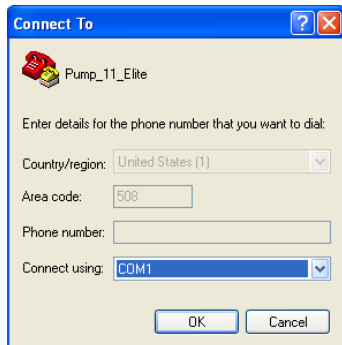 Connect To
Pump_11_Elite
Enter details for the phone number that you want to dial:
Country/region: United States (1)
Area code: 508
Phone number:
Connect using: COM1
OK Cancel